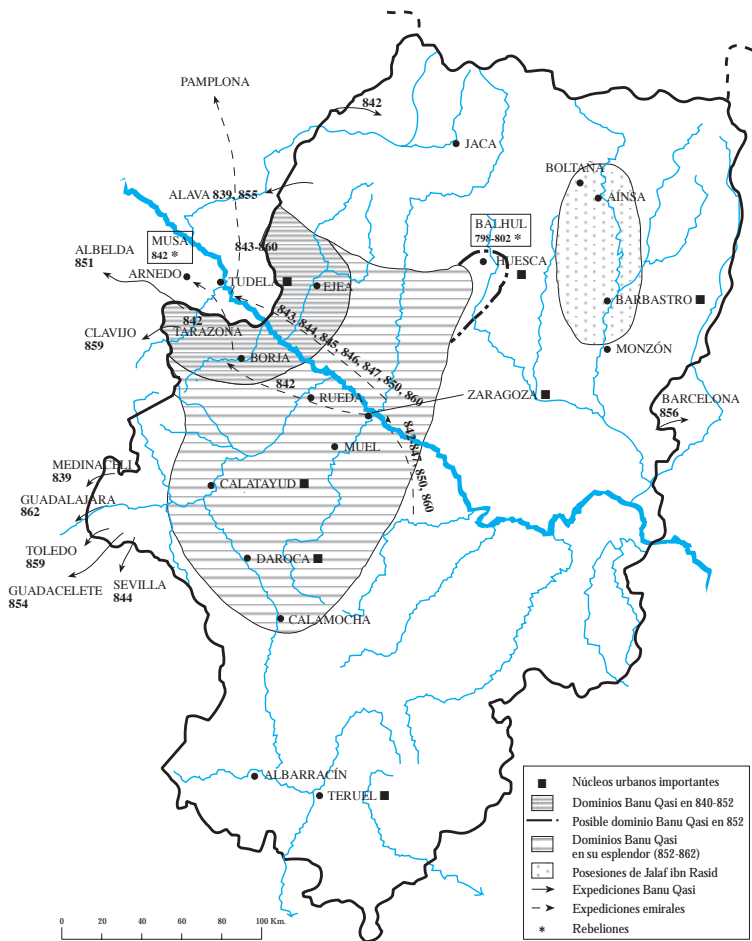 PAMPLONA
842
JACA
BOLTAÑA
AÍNSA
ALAVA 839, 855
BALHUL
798-802 *
HUESCA
MUSA
842 *
843-860
ALBELDA
851
ARNEDO
TUDELA
EJEA
BARBASTRO
842
TARAZONA
CLAVIJO
859
843, 844, 845, 846, 847, 850, 860
MONZÓN
BORJA
842
RUEDA
ZARAGOZA
BARCELONA
856
842-847, 850, 860
MUEL
MEDINACELI
839
CALATAYUD
GUADALAJARA
862
TOLEDO
859
DAROCA
GUADACELETE
854
SEVILLA
844
CALAMOCHA
ALBARRACÍN
TERUEL
Núcleos urbanos importantes
Dominios Banu Qasi en 840-852
Posible dominio Banu Qasi en 852
Dominios Banu Qasi
en su esplendor (852-862)
Posesiones de Jalaf ibn Rasid
Expediciones Banu Qasi
Expediciones emirales
* Rebeliones
0 20 40 60 80 100 Km.